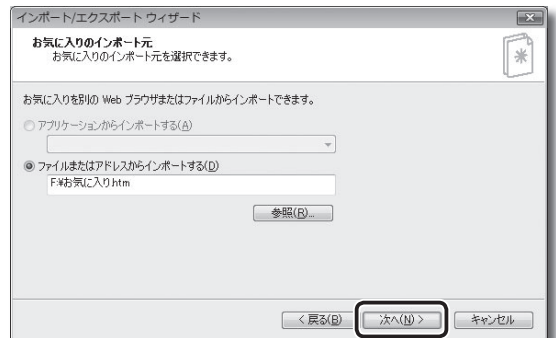 インポート/エクスポート ウィザード
お気に入りのインポート元
お気に入りのインポート元を選択できます。
お気に入りを別の Web ブラウザまたはファイルからインポートできます。
アプリケーションからインポートする(A)
ファイルまたはアドレスからインポートする(D)
F:¥お気に入り.htm
参照(R)...
< 戻る(B)
次へ(N) >
キャンセル